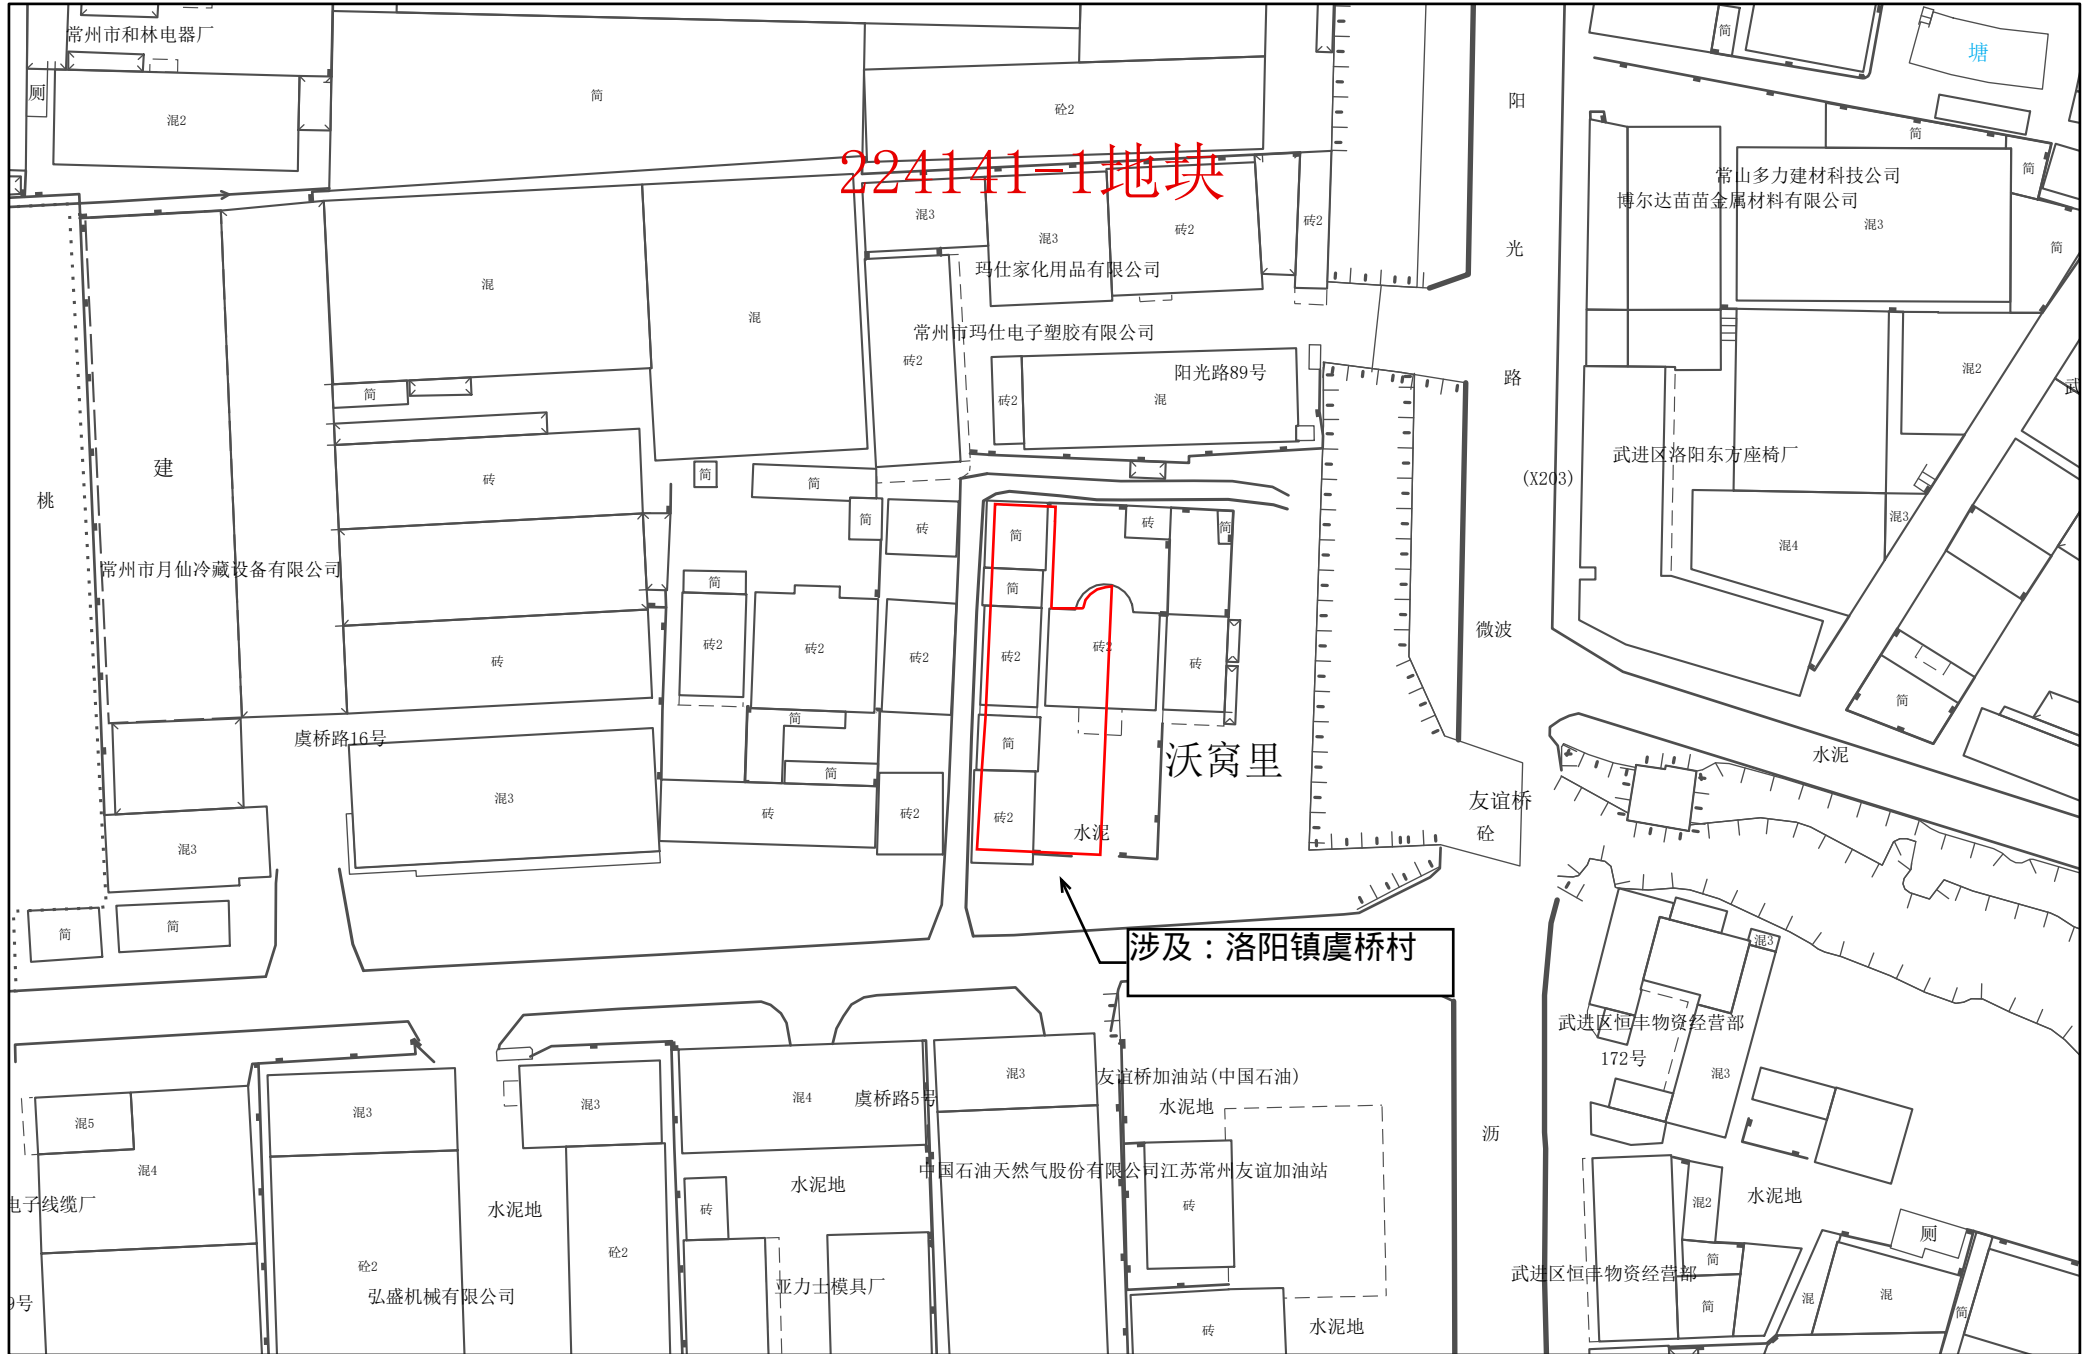 常州市和林电器厂
厕
混2
简
砼2
阳
简
塘
224141-1地块
简
常山多力建材科技公司
博尔达苗苗金属材料有限公司
简
混3
混3
混3
砖2
砖2
光
简
玛仕家化用品有限公司
混
混
常州市玛仕电子塑胶有限公司
砖2
阳光路89号
路
混2
武
简
砖2
混
建
桃
砖
简
简
武进区洛阳东方座椅厂
(X203)
简
砖
简
砖
简
混3
混4
常州市月仙冷藏设备有限公司
简
简
砖2
砖2
砖2
砖2
砖2
砖
微波
砖
简
简
虞桥路16号
简
简
沃窝里
水泥
混3
砖
砖2
砖2
水泥
友谊桥
砼
混3
简
简
涉及：洛阳镇虞桥村
混3
武进区恒丰物资经营部
172号
混3
混5
混4
混3
混3
混4
虞桥路5号
混3
友谊桥加油站(中国石油)
水泥地
沥
中国石油天然气股份有限公司江苏常州友谊加油站
电子线缆厂
水泥地
水泥地
砖
砖
混2
水泥地
厕
砼2
砼2
弘盛机械有限公司
亚力士模具厂
武进区恒丰物资经营部
简
9号
砖
水泥地
简
混
混
简